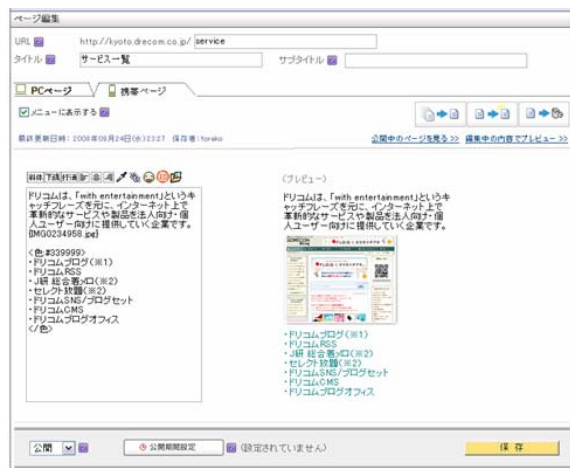 ページ編集
URL http://kyoto.drecom.co.jp/ service
タイトル サービス一覧 サブタイトル
PCページ 携帯ページ
メニューに表示する
最終更新日時: 2008年09月24日(水)23:27 保存者:torako
公開中のページを見る>> 編集中の内容でプレビュー>>
斜体 下線 打消
ドリコムは、「with entertainment」というキ
ャッチフレーズを元に、インターネット上で
革新的なサービスや製品を法人向け・個
人ユーザー向けに提供していく企業です。
[IMG0234958.jpg]
<色:#339999>
・ドリコムブログ(※1)
・ドリコムRSS
・J研 総合着メロ(※2)
・セレクト放題(※2)
・ドリコムSNS/ブログセット
・ドリコムCMS
・ドリコムブログオフィス
</色>
(プレビュー)
ドリコムは、「with entertainment」というキ
ャッチフレーズを元に、インターネット上で
革新的なサービスや製品を法人向け・個
人ユーザー向けに提供していく企業です。
・ドリコムブログ(※1)
・ドリコムRSS
・J研 総合着メロ(※2)
・セレクト放題(※2)
・ドリコムSNS/ブログセット
・ドリコムCMS
・ドリコムブログオフィス
公開 公開期間設定 (設定されていません) 保存